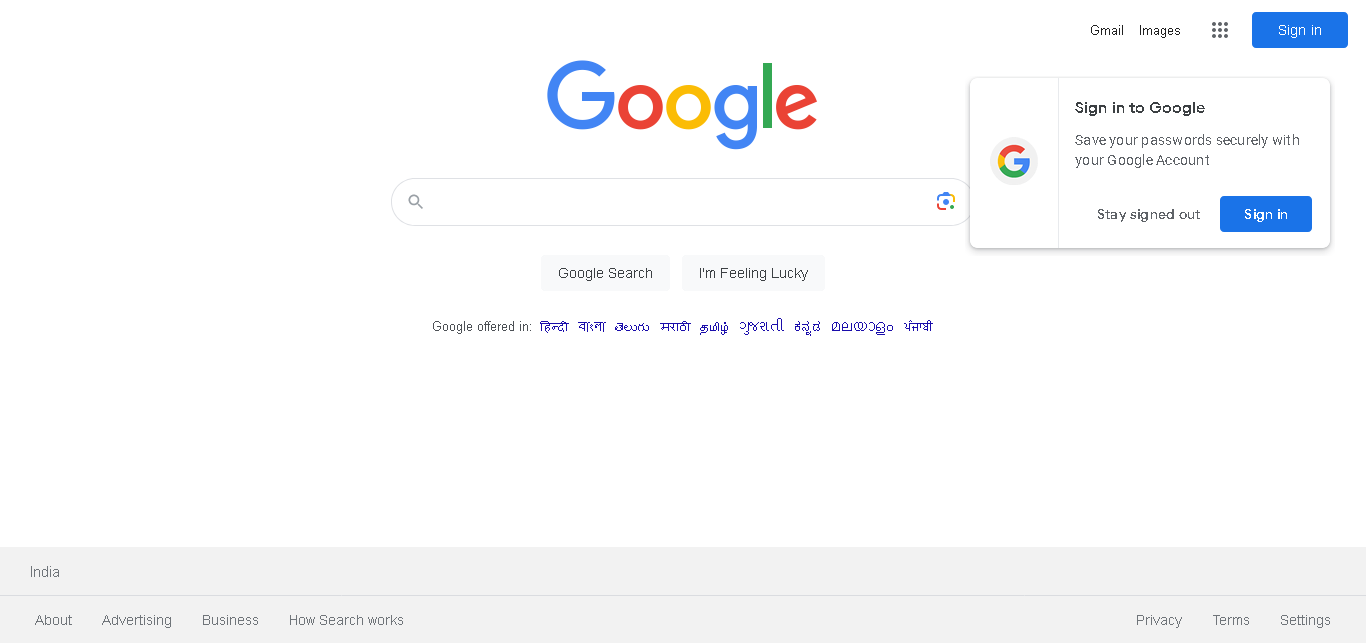 Gmail Images Sign in
Google
Sign in to Google
Save your passwords securely with
your Google Account
Stay signed out Sign in
Google Search I'm Feeling Lucky
Google offered in: हिन्दी বাংলা తెలుగు मराठी தமிழ் ગુજરાતી ಕನ್ನಡ മലയാളം ਪੰਜਾਬੀ
India
About Advertising Business How Search works Privacy Terms Settings